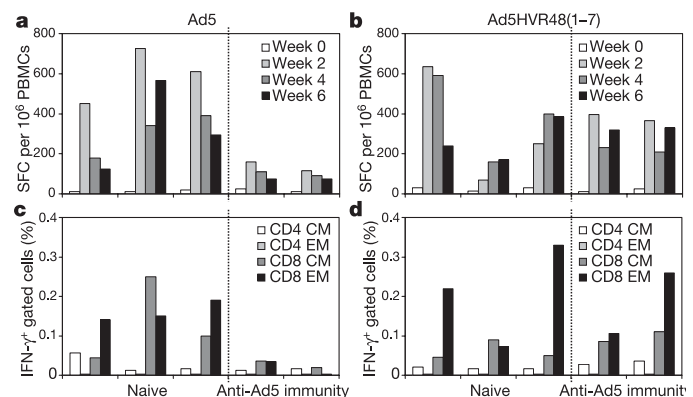 a Ad5
b Ad5HVR48(1–7)
SFC per 10⁶ PBMCs
800
600
400
200
0
Week 0
Week 2
Week 4
Week 6
SFC per 10⁶ PBMCs
800
600
400
200
0
Week 0
Week 2
Week 4
Week 6
c
IFN-γ⁺ gated cells (%)
0.4
0.3
0.2
0.1
0
CD4 CM
CD4 EM
CD8 CM
CD8 EM
Naive Anti-Ad5 immunity
d
IFN-γ⁺ gated cells (%)
0.4
0.3
0.2
0.1
0
CD4 CM
CD4 EM
CD8 CM
CD8 EM
Naive Anti-Ad5 immunity